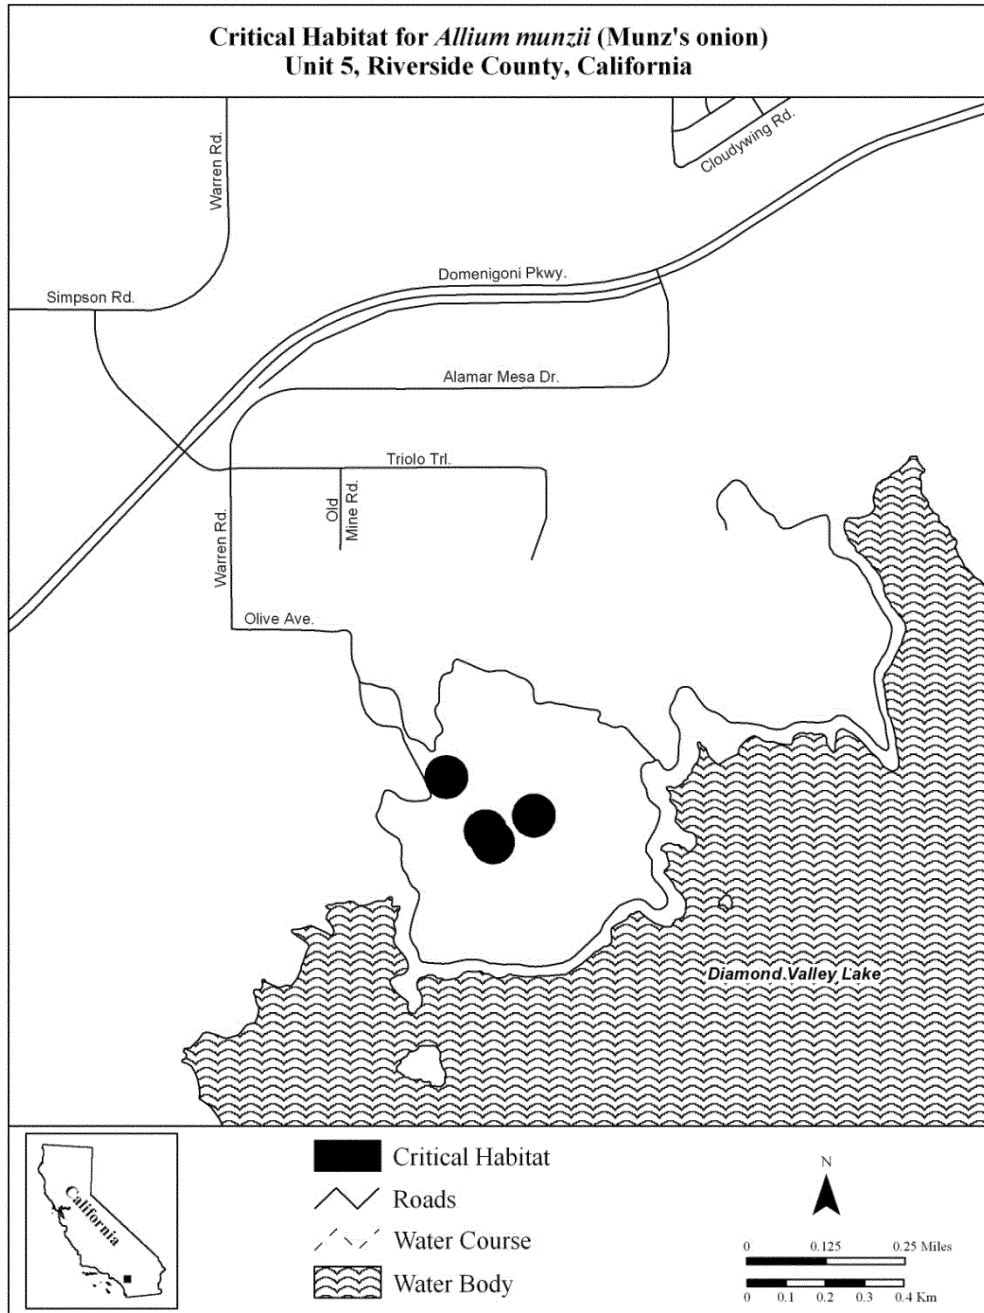 Critical Habitat for Allium munzii (Munz's onion)
Unit 5, Riverside County, California
Warren Rd.
Cloudywing Rd.
Domenigoni Pkwy.
Simpson Rd.
Alamar Mesa Dr.
Triolo Trl.
Old
Mine Rd.
Warren Rd.
Olive Ave.
Diamond Valley Lake
California
Critical Habitat
Roads
Water Course
Water Body
N
0 0.125 0.25 Miles
0 0.1 0.2 0.3 0.4 Km